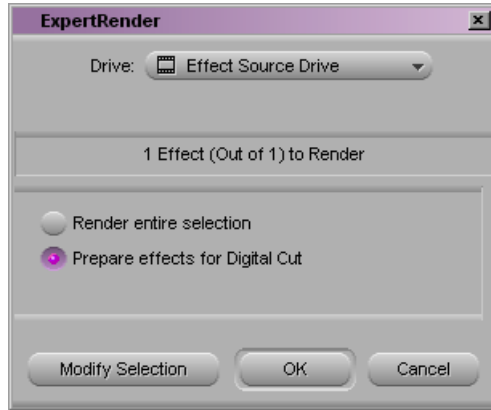 ExpertRender
Drive: Effect Source Drive
1 Effect (Out of 1) to Render
Render entire selection
Prepare effects for Digital Cut
Modify Selection OK Cancel